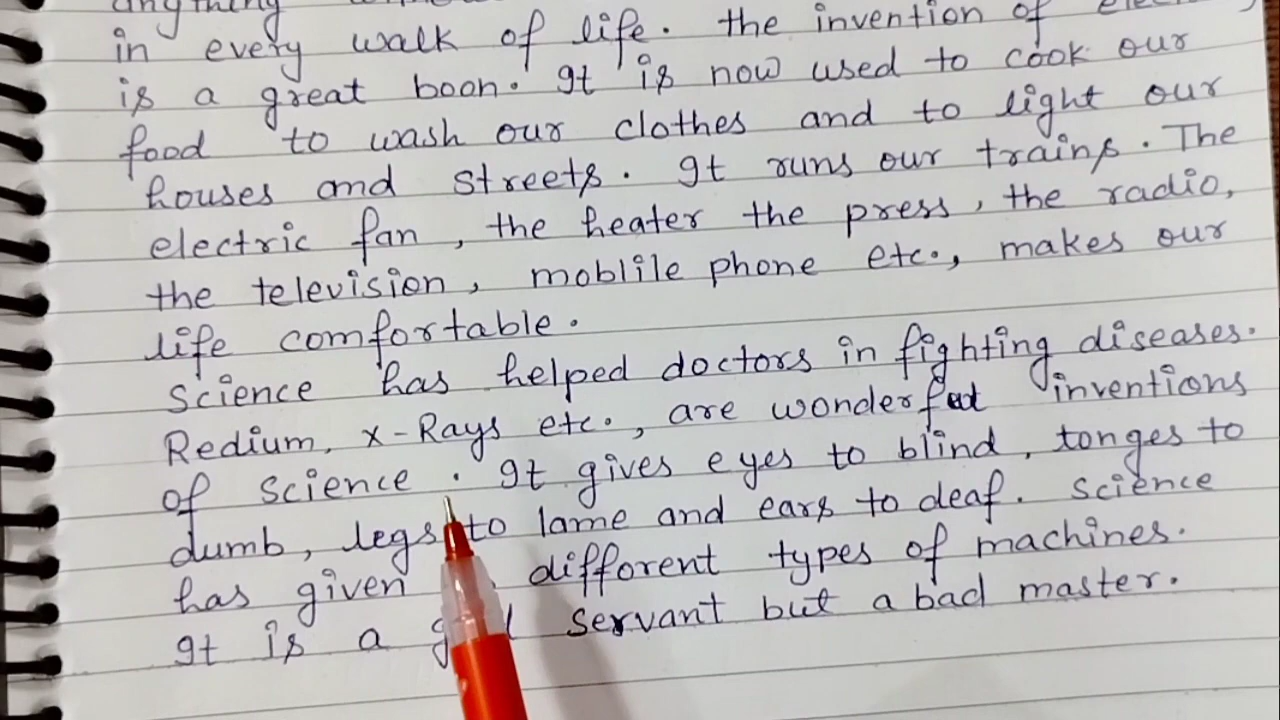 anything
in every walk of life. the invention of
is a great boon. It is now used to cook our
food to wash our clothes and to light our
houses and streets. It runs our trains. The
electric fan, the heater the press, the radio,
the television, moblile phone etc., makes our
life comfortable.
Science has helped doctors in fighting diseases.
Redium, x-Rays etc., are wonderful inventions
of science. It gives eyes to blind, tonges to
dumb, legs to lame and ears to deaf. Science
has given different types of machines.
It is a servant but a bad master.